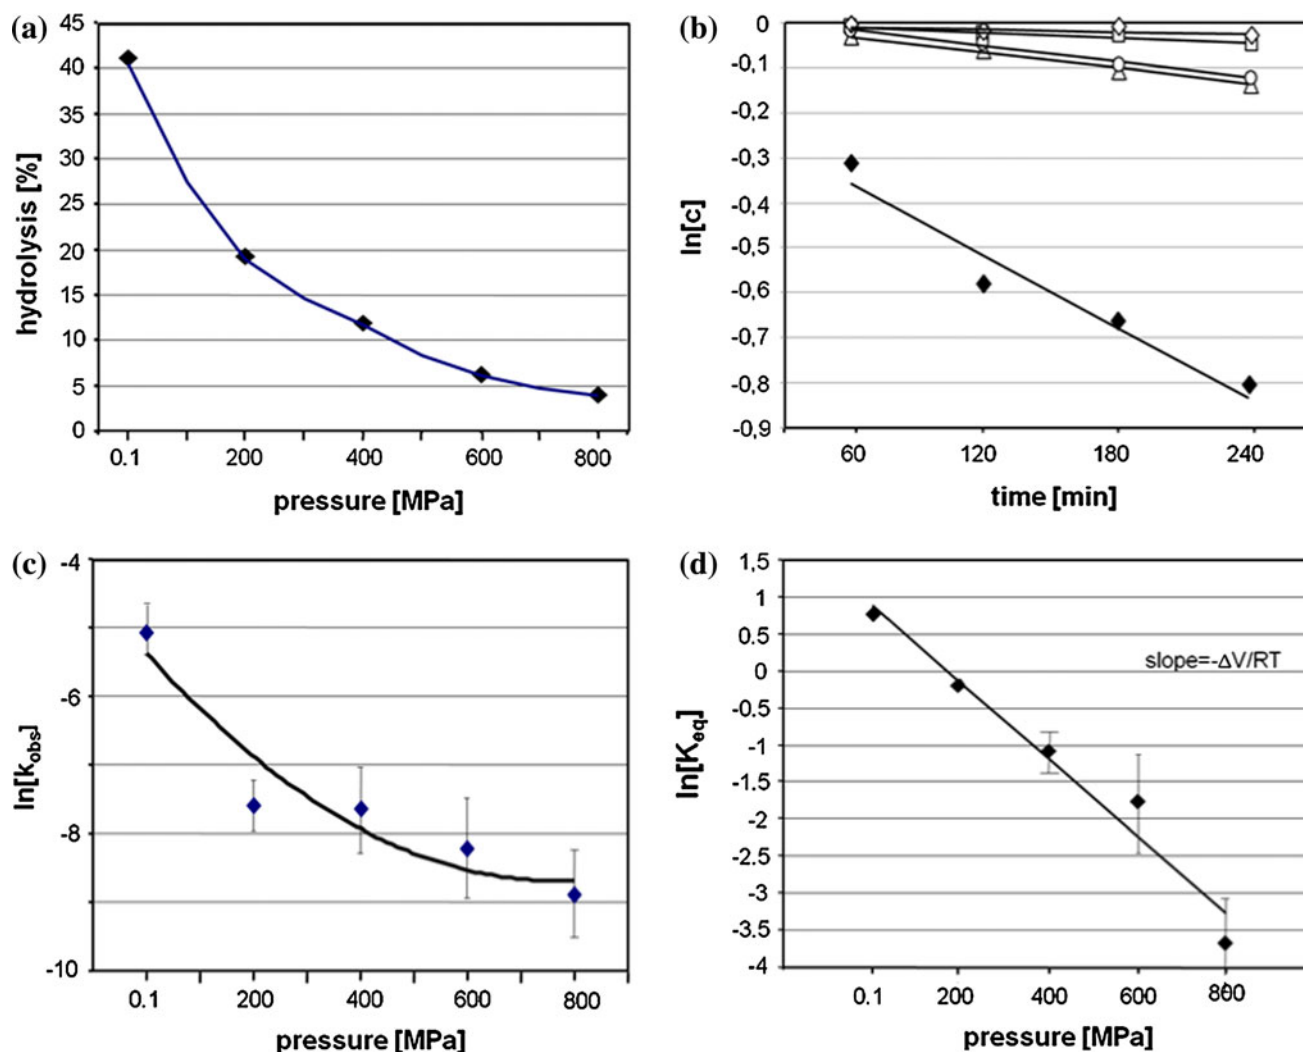 (a)
45
40
35
30
25
20
15
10
5
0
hydrolysis [%]
0.1 200 400 600 800
pressure [MPa]
(b)
0
-0,1
-0,2
-0,3
-0,4
-0,5
-0,6
-0,7
-0,8
-0,9
ln[c]
60 120 180 240
time [min]
(c)
-4
-6
-8
-10
ln[kobs]
0.1 200 400 600 800
pressure [MPa]
(d)
1,5
1
0.5
0
-0.5
-1
-1.5
-2
-2.5
-3
-3.5
-4
ln[Keq]
slope=-ΔV/RT
0.1 200 400 600 800
pressure [MPa]